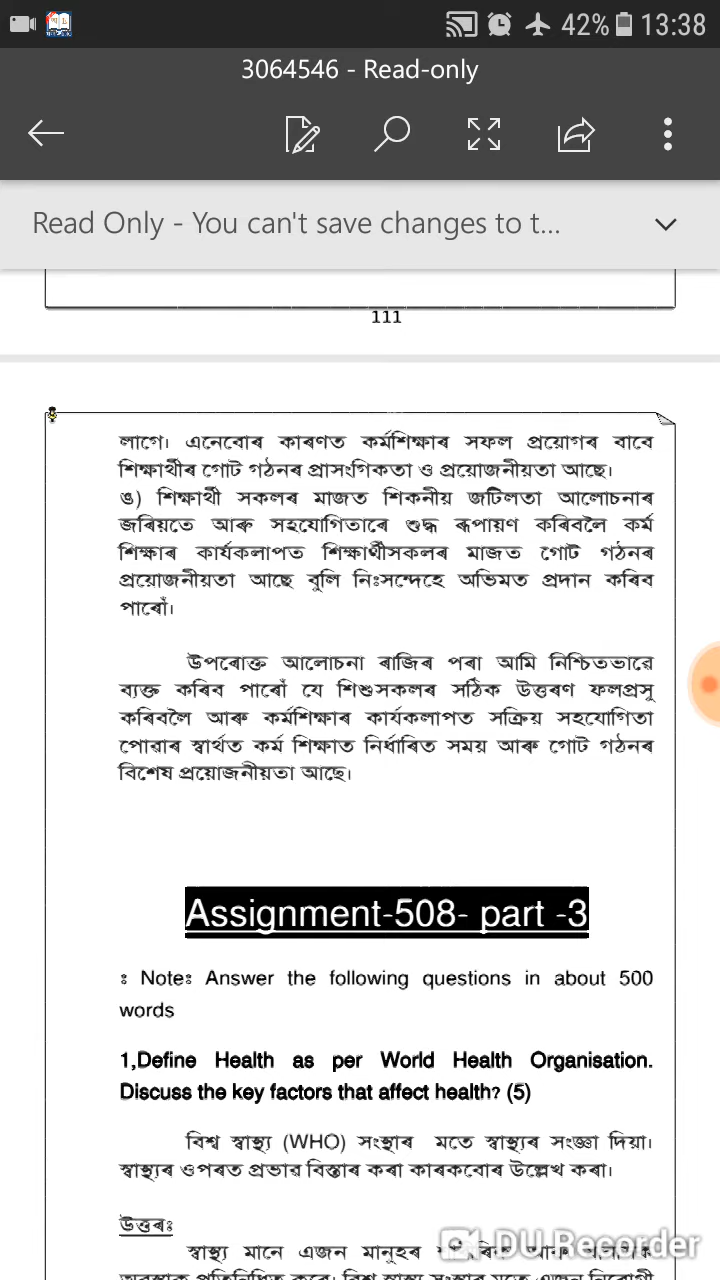 42% 13:38
3064546 - Read-only
Read Only - You can't save changes to t...
111
লাগে। এনেবোৰ কাৰণত কৰ্মশিক্ষাৰ সফল প্ৰয়োগৰ বাবে
শিক্ষাৰ্থীৰ গোট গঠনৰ প্ৰাসংগিকতা ও প্ৰয়োজনীয়তা আছে।
ঙ) শিক্ষাৰ্থী সকলৰ মাজত শিকনীয় জটিলতা আলোচনাৰ
জৰিয়তে আৰু সহযোগিতাৰে শুদ্ধ ৰূপায়ণ কৰিবলৈ কৰ্ম
শিক্ষাৰ কাৰ্যকলাপত শিক্ষাৰ্থীসকলৰ মাজত গোট গঠনৰ
প্ৰয়োজনীয়তা আছে বুলি নিঃসন্দেহে অভিমত প্ৰদান কৰিব
পাৰোঁ।
উপৰোক্ত আলোচনা ৰাজিৰ পৰা আমি নিশ্চিতভাৱে
ব্যক্ত কৰিব পাৰোঁ যে শিশুসকলৰ সঠিক উত্তৰণ ফলপ্ৰসূ
কৰিবলৈ আৰু কৰ্মশিক্ষাৰ কাৰ্যকলাপত সক্ৰিয় সহযোগিতা
পোৱাৰ স্বাৰ্থত কৰ্ম শিক্ষাত নিৰ্ধাৰিত সময় আৰু গোট গঠনৰ
বিশেষ প্ৰয়োজনীয়তা আছে।
Assignment-508- part -3
ঃ Noteঃ Answer the following questions in about 500
words
1,Define Health as per World Health Organisation.
Discuss the key factors that affect health? (5)
বিশ্ব স্বাস্থ্য (WHO) সংস্থাৰ মতে স্বাস্থ্যৰ সংজ্ঞা দিয়া।
স্বাস্থ্যৰ ওপৰত প্ৰভাৱ বিস্তাৰ কৰা কাৰকবোৰ উল্লেখ কৰা।
উত্তৰঃ
স্বাস্থ্য মানে এজন মানুহৰ আৰু
DU Recorder